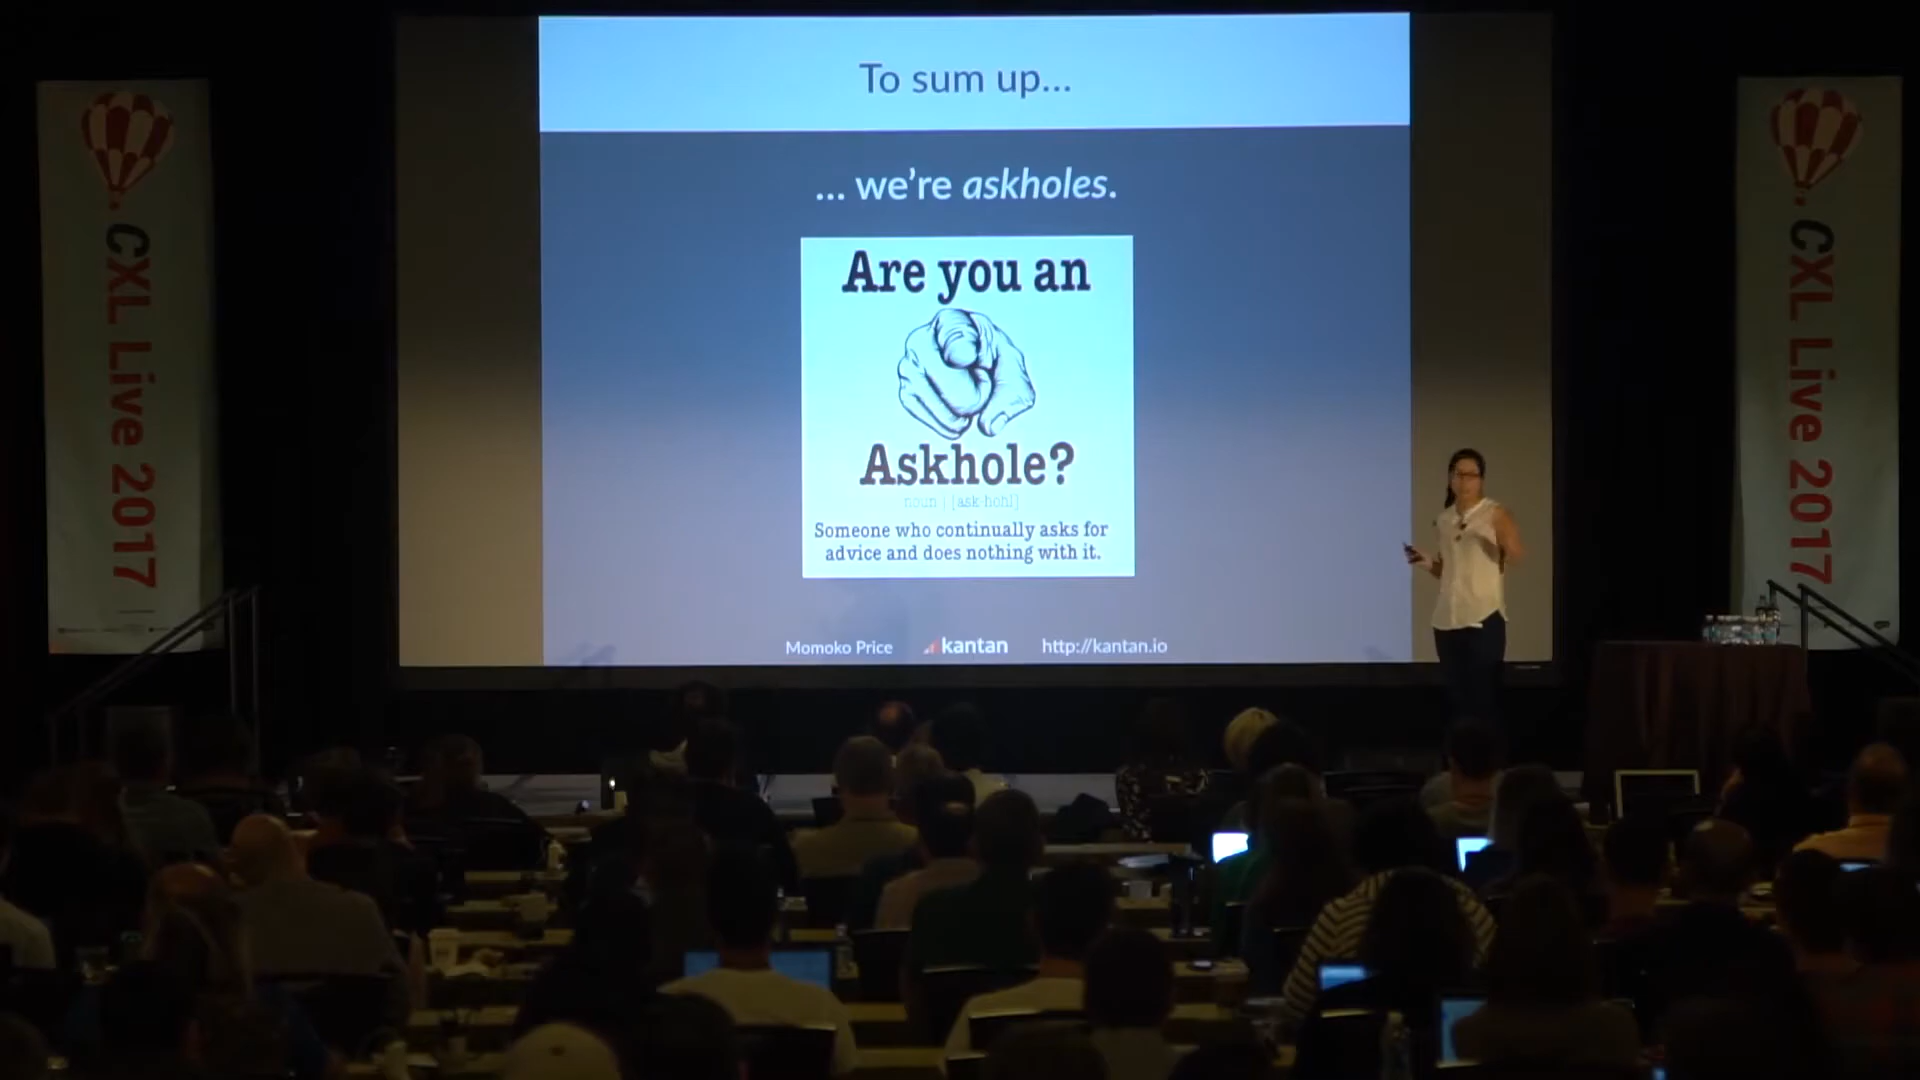 To sum up...
... we're askholes.
Are you an
Askhole?
noun | [ask·hohl]
Someone who continually asks for
advice and does nothing with it.
Momoko Price
kantan
http://kantan.io
CXL Live 2017
CXL Live 2017